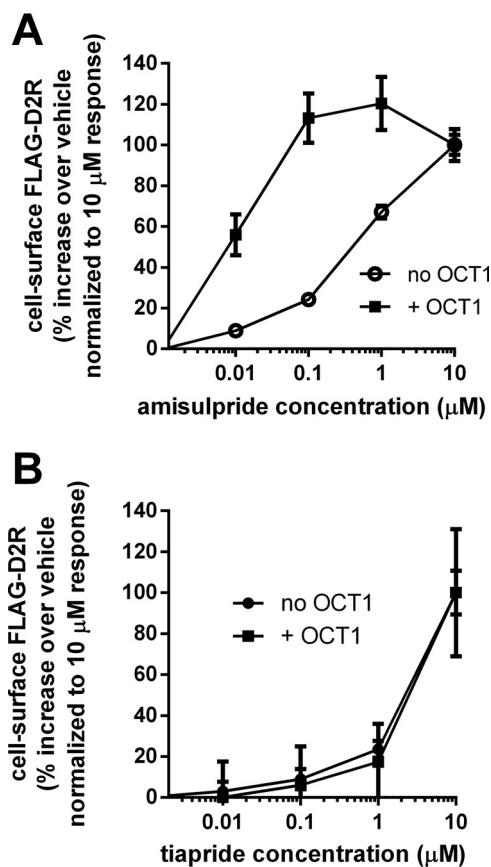 A
cell-surface FLAG-D2R
(% increase over vehicle
normalized to 10 μM response)
140
120
100
80
60
40
20
0
no OCT1
+ OCT1
0.01 0.1 1 10
amisulpride concentration (μM)
B
cell-surface FLAG-D2R
(% increase over vehicle
normalized to 10 μM response)
140
120
100
80
60
40
20
0
no OCT1
+ OCT1
0.01 0.1 1 10
tiapride concentration (μM)